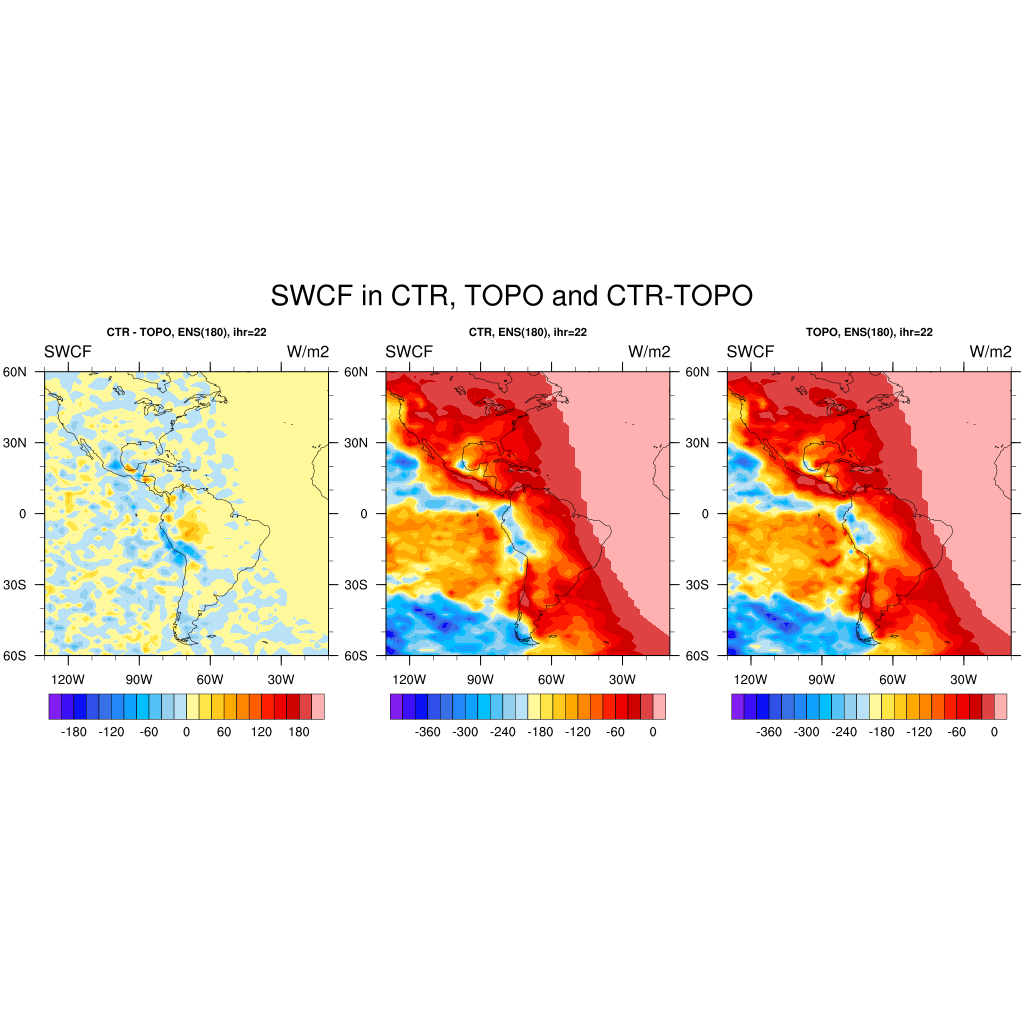 SWCF in CTR, TOPO and CTR-TOPO
CTR - TOPO, ENS(180), ihr=22
SWCF W/m2
60N
30N
0
30S
60S
120W 90W 60W 30W
-180 -120 -60 0 60 120 180
CTR, ENS(180), ihr=22
SWCF W/m2
60N
30N
0
30S
60S
120W 90W 60W 30W
-360 -300 -240 -180 -120 -60 0
TOPO, ENS(180), ihr=22
SWCF W/m2
60N
30N
0
30S
60S
120W 90W 60W 30W
-360 -300 -240 -180 -120 -60 0